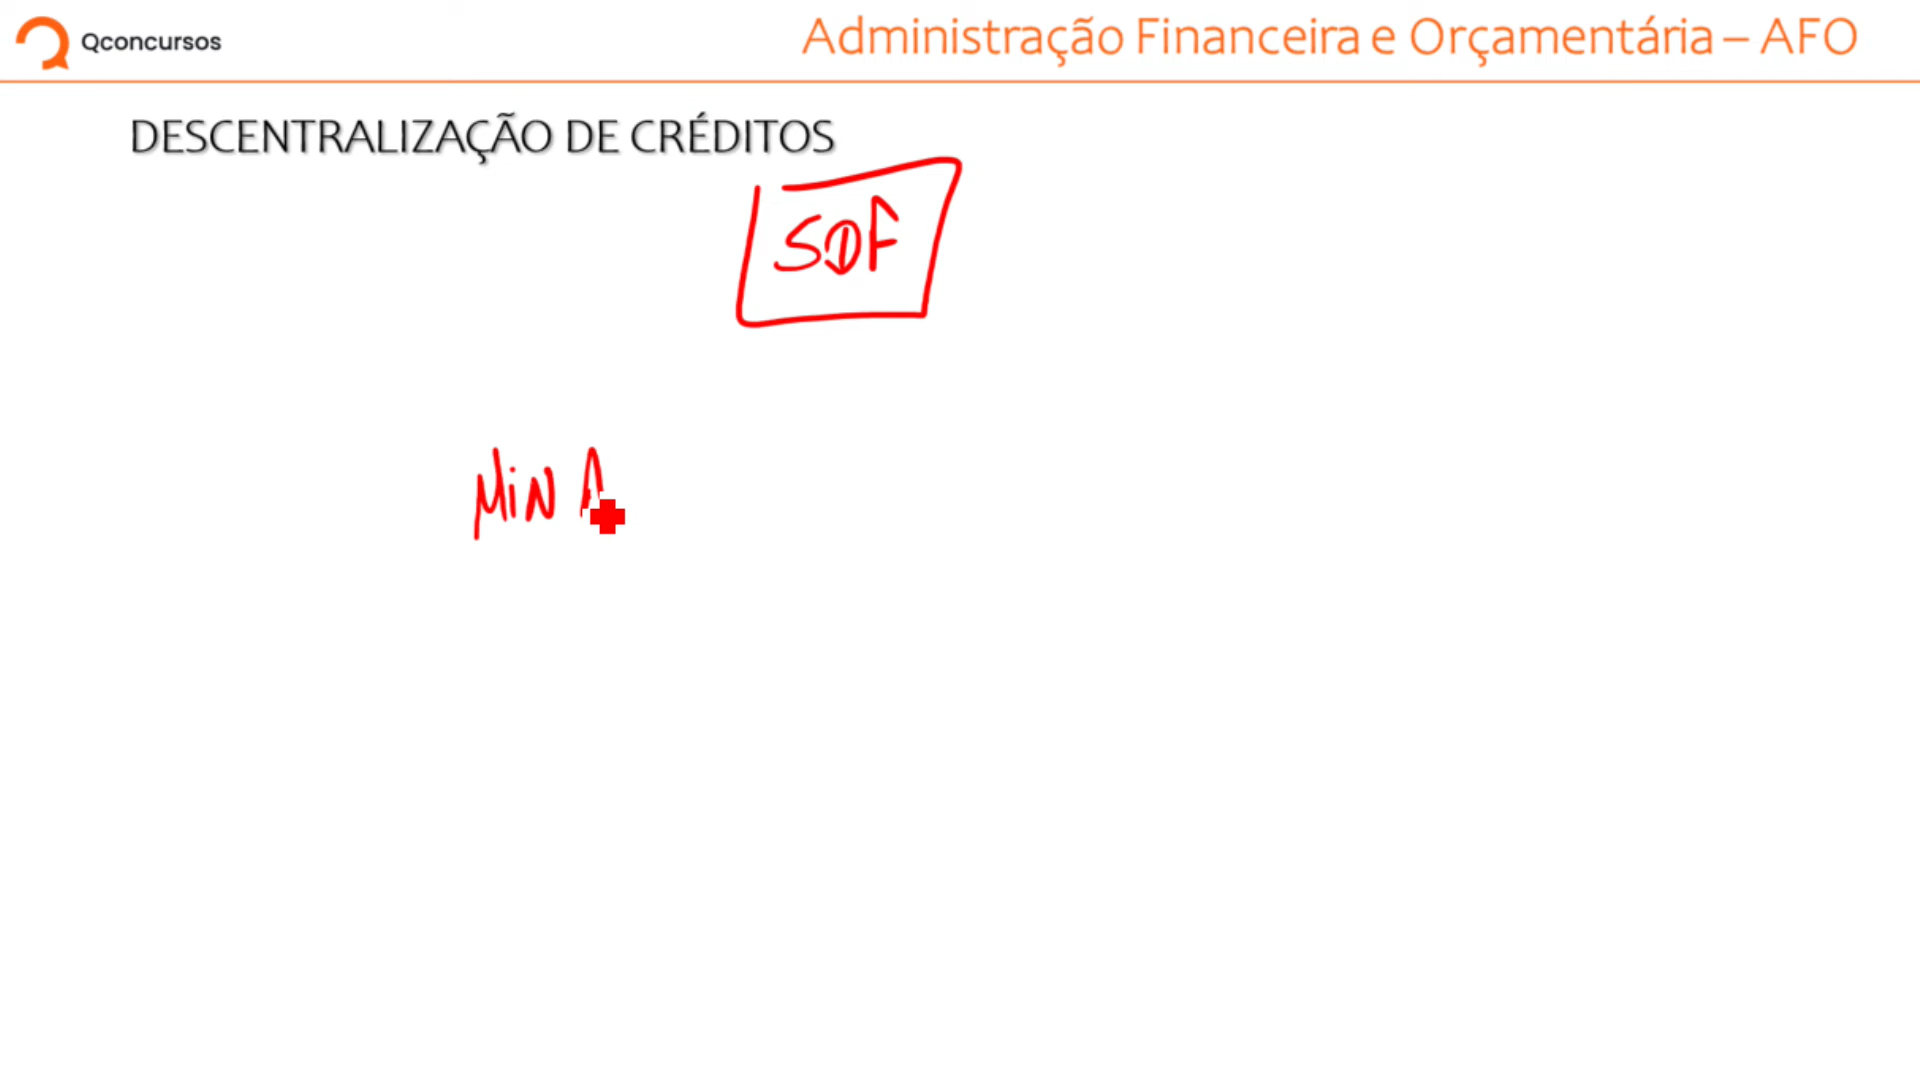 Qconcursos
Administração Financeira e Orçamentária – AFO
DESCENTRALIZAÇÃO DE CRÉDITOS
SOF
MiN A